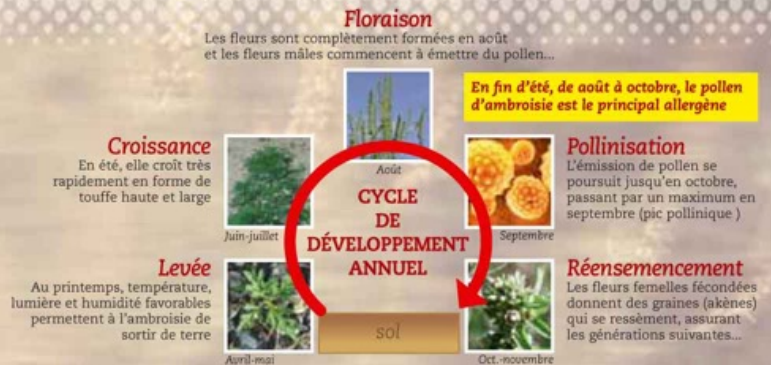 Floraison
Les fleurs sont complètement formées en août
et les fleurs mâles commencent à émettre du pollen...
En fin d'été, de août à octobre, le pollen
d'ambroisie est le principal allergène
Croissance
En été, elle croît très
rapidement en forme de
touffe haute et large
Juin-juillet
Août
Pollinisation
L'émission de pollen se
poursuit jusqu'en octobre,
passant par un maximum en
septembre (pic pollinique )
Septembre
CYCLE
DE
DÉVELOPPEMENT
ANNUEL
Levée
Au printemps, température,
lumière et humidité favorables
permettent à l'ambroisie de
sortir de terre
Avril-mai
sol
Réensemencement
Les fleurs femelles fécondées
donnent des graines (akènes)
qui se ressèment, assurant
les générations suivantes...
Oct.-novembre